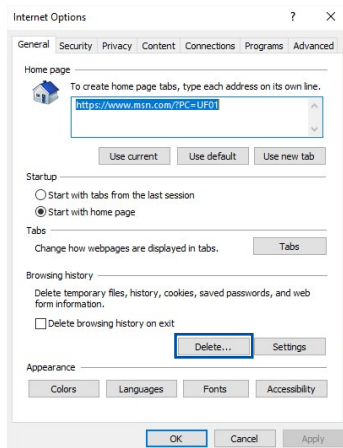 Internet Options ? X
General Security Privacy Content Connections Programs Advanced
Home page
To create home page tabs, type each address on its own line.
https://www.msn.com/?PC=UF01
Use current Use default Use new tab
Startup
Start with tabs from the last session
Start with home page
Tabs
Change how webpages are displayed in tabs. Tabs
Browsing history
Delete temporary files, history, cookies, saved passwords, and web
form information.
Delete browsing history on exit
Delete... Settings
Appearance
Colors Languages Fonts Accessibility
OK Cancel Apply